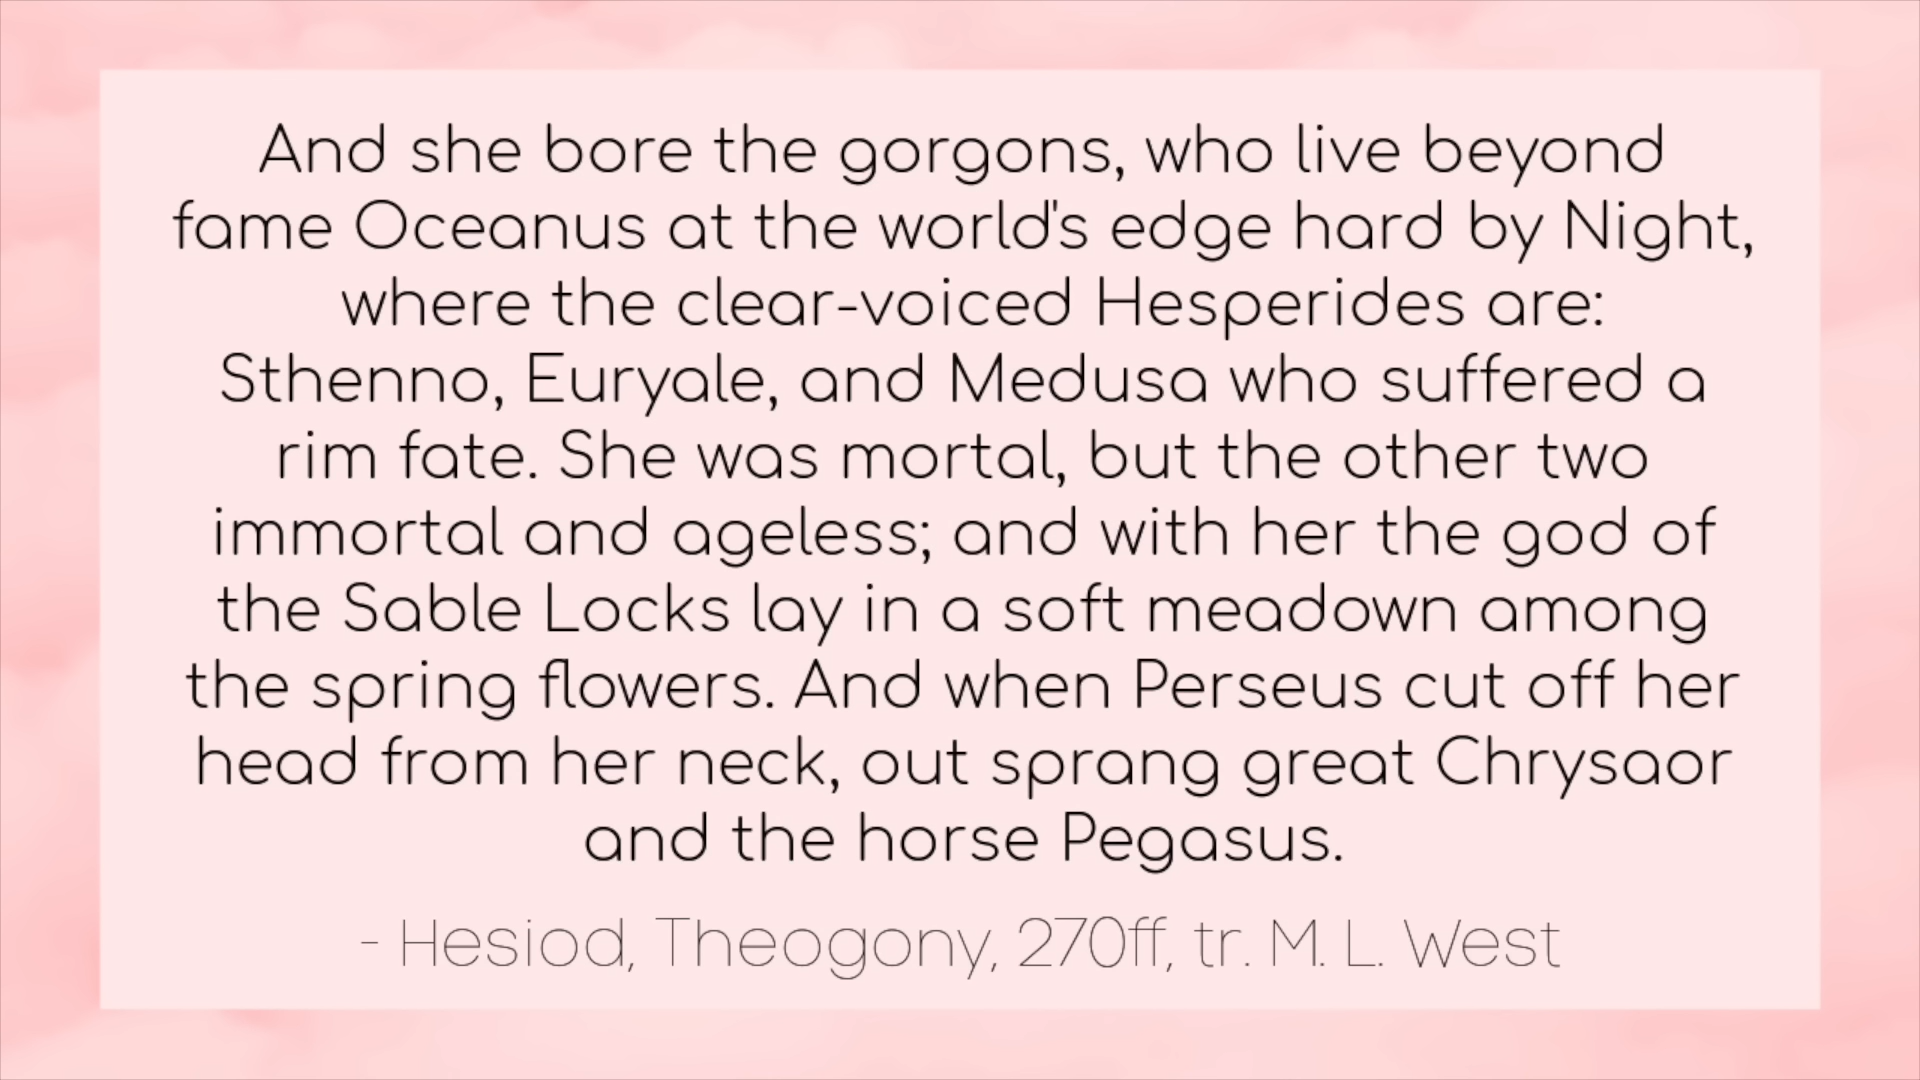 And she bore the gorgons, who live beyond
fame Oceanus at the world's edge hard by Night,
where the clear-voiced Hesperides are:
Sthenno, Euryale, and Medusa who suffered a
rim fate. She was mortal, but the other two
immortal and ageless; and with her the god of
the Sable Locks lay in a soft meadown among
the spring flowers. And when Perseus cut off her
head from her neck, out sprang great Chrysaor
and the horse Pegasus.
- Hesiod, Theogony, 270ff, tr. M. L. West